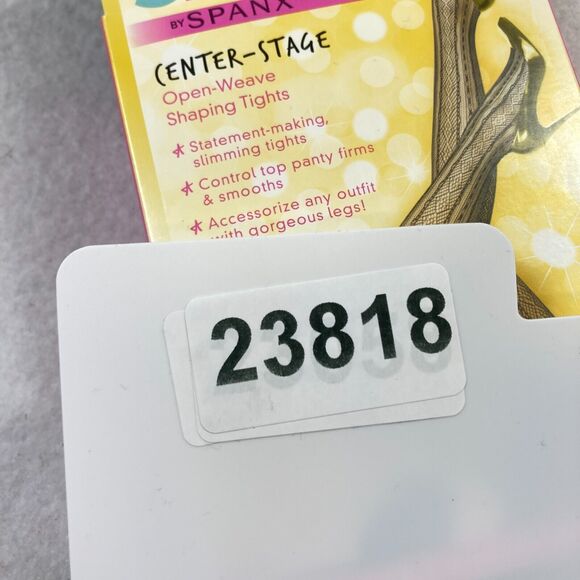 BY SPANX
CENTER-STAGE
Open-Weave
Shaping Tights
Statement-making,
slimming tights
Control top panty firms
& smooths
Accessorize any outfit
with gorgeous legs!
23818